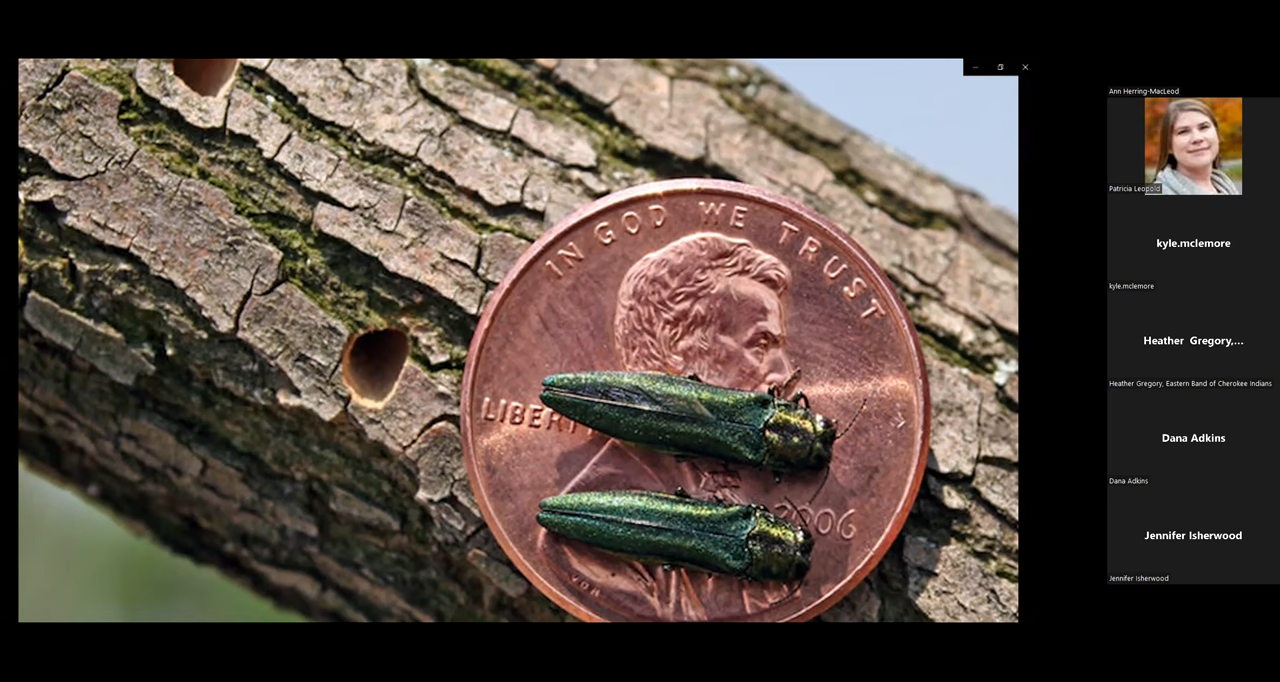 IN GOD WE TRUST
LIBERT
2006
VDM
Ann Herring-MacLeod
Patricia Leopold
kyle.mclemore
kyle.mclemore
Heather Gregory,...
Heather Gregory, Eastern Band of Cherokee Indians
Dana Adkins
Dana Adkins
Jennifer Isherwood
Jennifer Isherwood